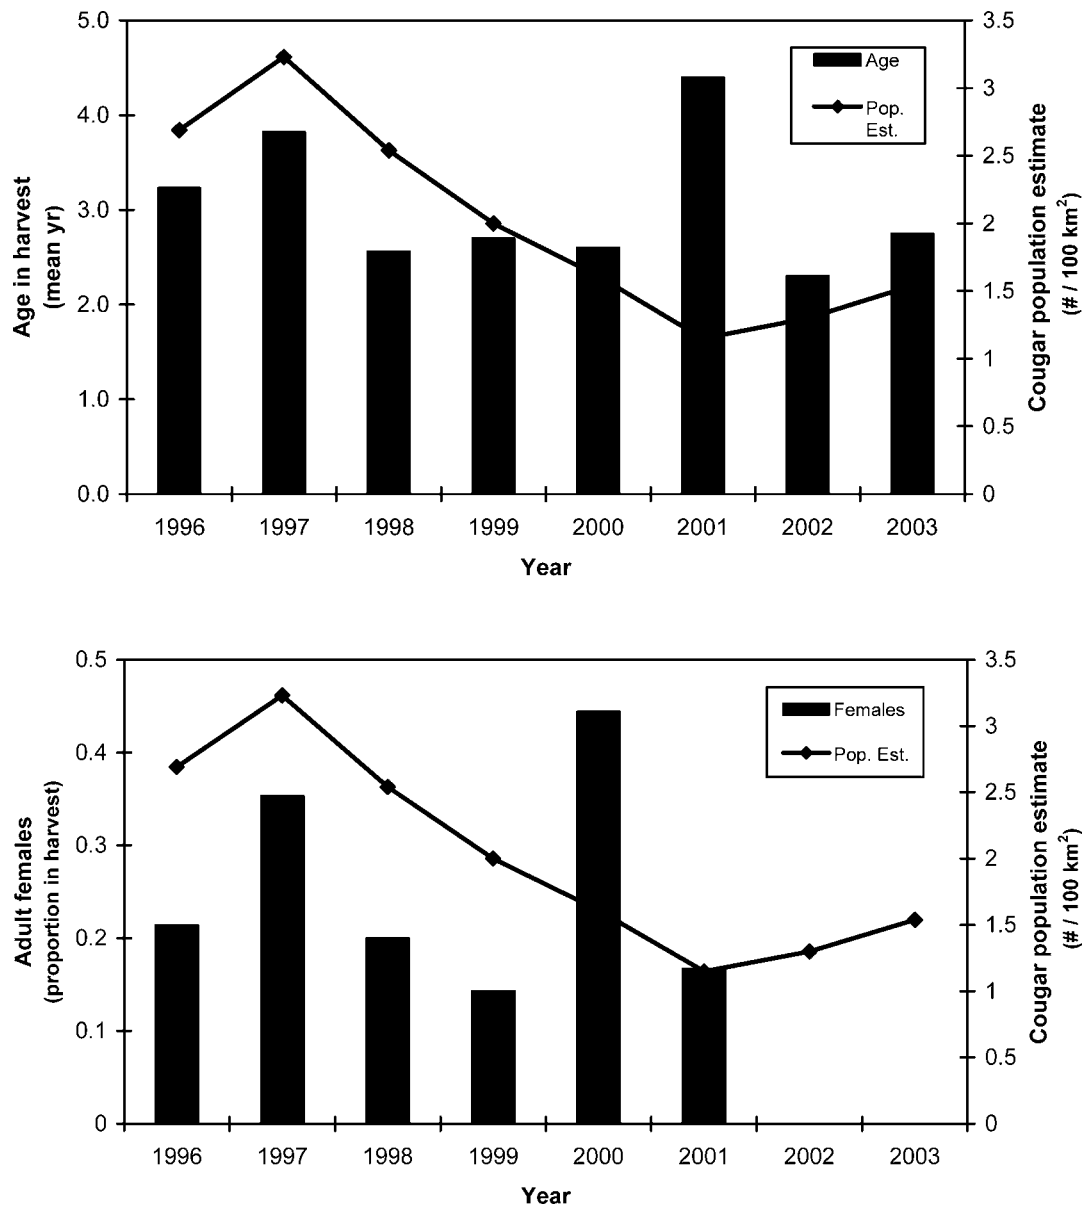 5.0
4.0
3.0
2.0
1.0
0.0
Age in harvest
(mean yr)
3.5
3
2.5
2
1.5
1
0.5
0
Cougar population estimate
(# / 100 km²)
Age
Pop.
Est.
1996 1997 1998 1999 2000 2001 2002 2003
Year
0.5
0.4
0.3
0.2
0.1
0
Adult females
(proportion in harvest)
3.5
3
2.5
2
1.5
1
0.5
0
Cougar population estimate
(# / 100 km²)
Females
Pop. Est.
1996 1997 1998 1999 2000 2001 2002 2003
Year